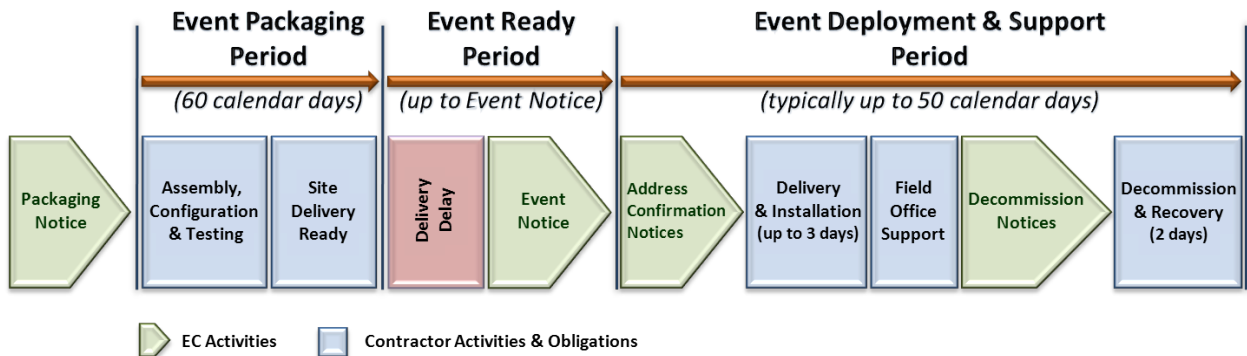 Event Packaging
Period
(60 calendar days)
Event Ready
Period
(up to Event Notice)
Event Deployment & Support
Period
(typically up to 50 calendar days)
Packaging
Notice
Assembly,
Configuration
& Testing
Site
Delivery
Ready
Delivery
Delay
Event
Notice
Address
Confirmation
Notices
Delivery
& Installation
(up to 3 days)
Field
Office
Support
Decommission
Notices
Decommission
& Recovery
(2 days)
EC Activities
Contractor Activities & Obligations